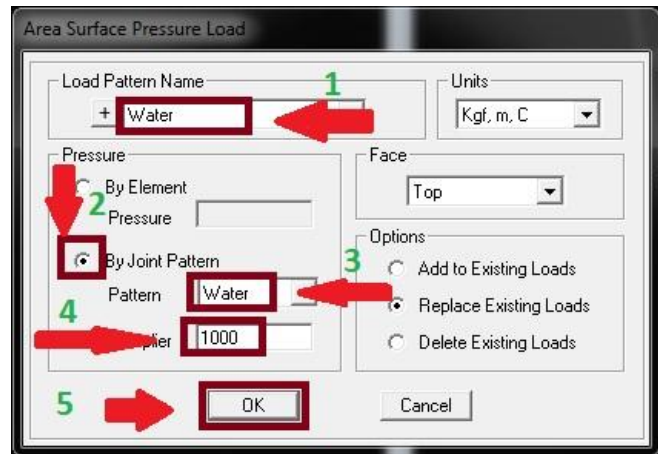 Area Surface Pressure Load
Load Pattern Name
1
Units
+ Water
Kgf, m, C
Pressure
Face
By Element
Top
2
Pressure
Options
By Joint Pattern
3
Add to Existing Loads
Pattern Water
4
Replace Existing Loads
plier 1000
Delete Existing Loads
5
OK
Cancel